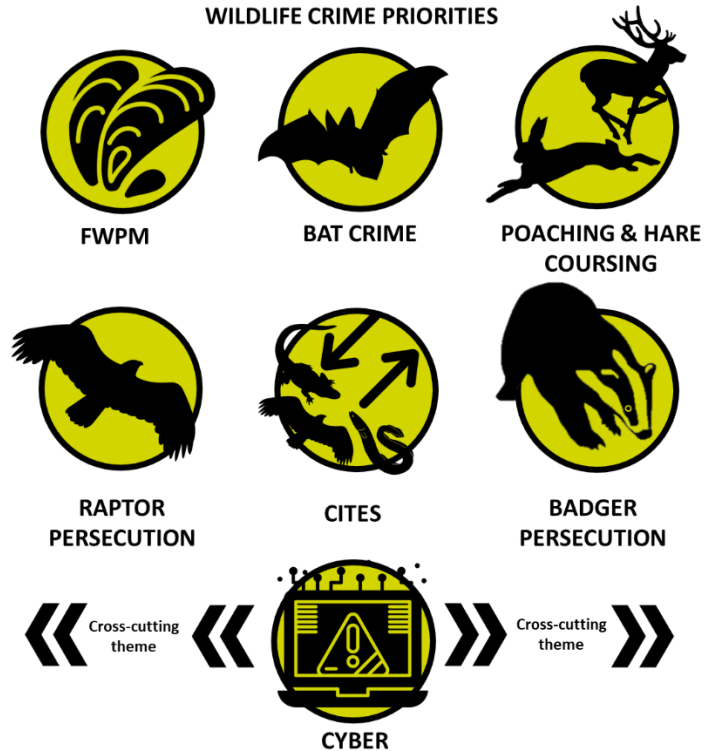 WILDLIFE CRIME PRIORITIES
FWPM
BAT CRIME
POACHING & HARE
COURSING
RAPTOR
PERSECUTION
CITES
BADGER
PERSECUTION
Cross-cutting
theme
Cross-cutting
theme
CYBER